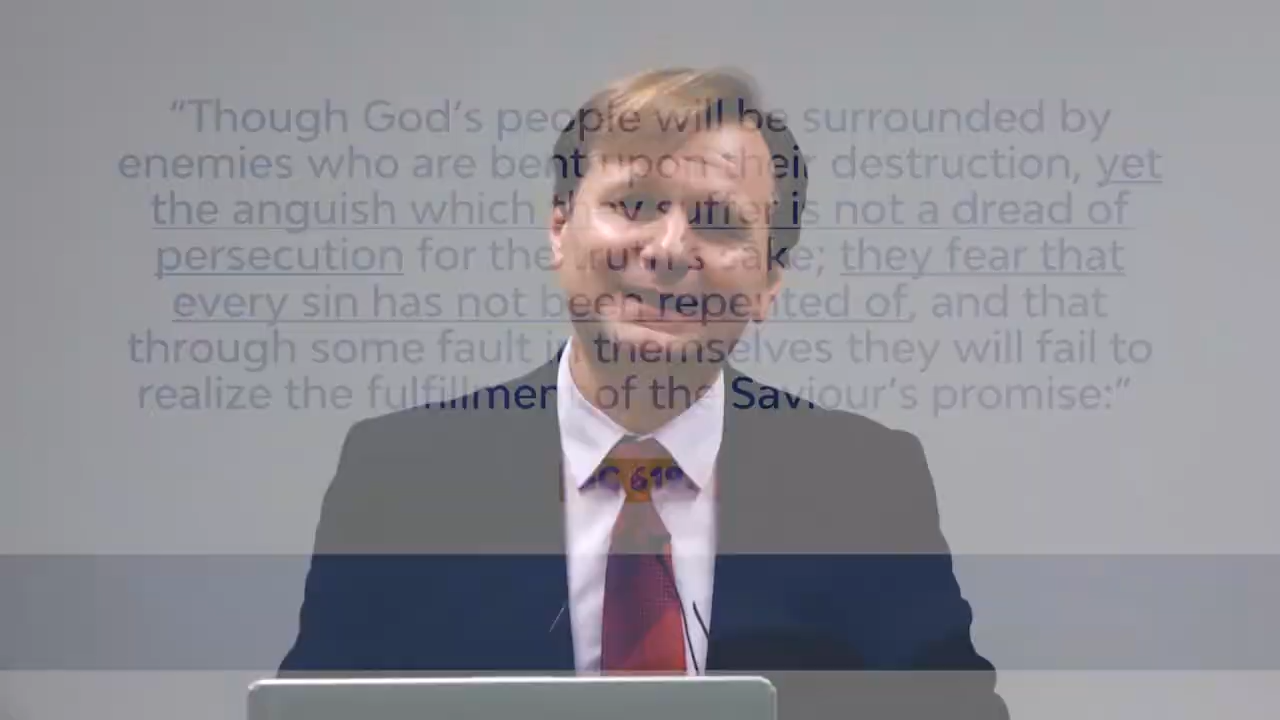 “Though God’s people will be surrounded by
enemies who are bent upon their destruction, yet
the anguish which they suffer is not a dread of
persecution for the truth’s sake; they fear that
every sin has not been repented of, and that
through some fault in themselves they will fail to
realize the fulfillment of the Saviour’s promise:”
619